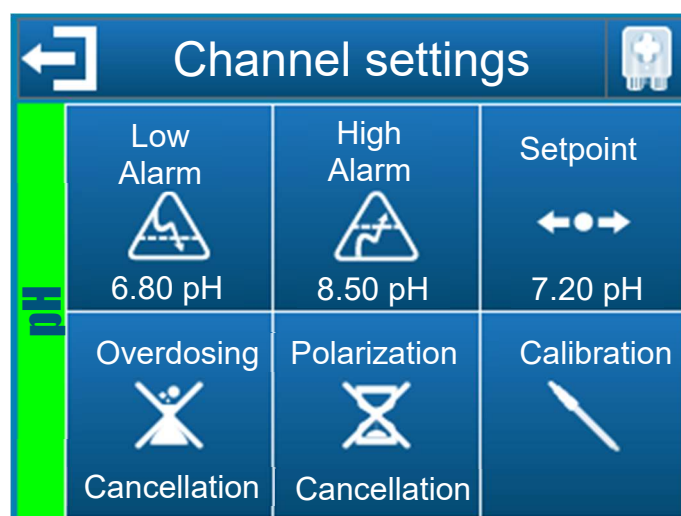 Channel settings
pH
Low
Alarm
6.80 pH
High
Alarm
8.50 pH
Setpoint
7.20 pH
Overdosing
Cancellation
Polarization
Cancellation
Calibration